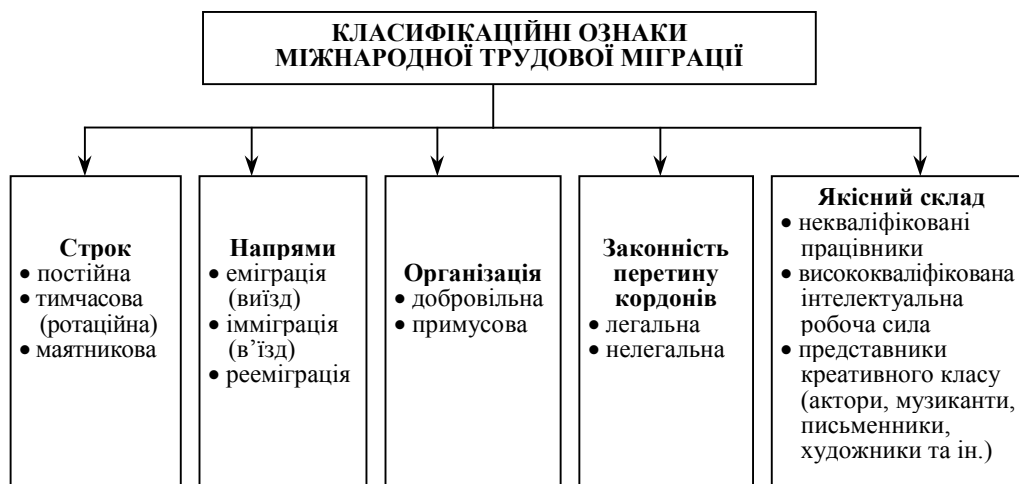 КЛАСИФІКАЦІЙНІ ОЗНАКИ
МІЖНАРОДНОЇ ТРУДОВОЇ МІГРАЦІЇ
Строк
• постійна
• тимчасова
(ротаційна)
• маятникова
Напрями
• еміграція
(виїзд)
• імміграція
(в’їзд)
• рееміграція
Організація
• добровільна
• примусова
Законність
перетину
кордонів
• легальна
• нелегальна
Якісний склад
• некваліфіковані
працівники
• висококваліфікована
інтелектуальна
робоча сила
• представники
креативного класу
(актори, музиканти,
письменники,
художники та ін.)